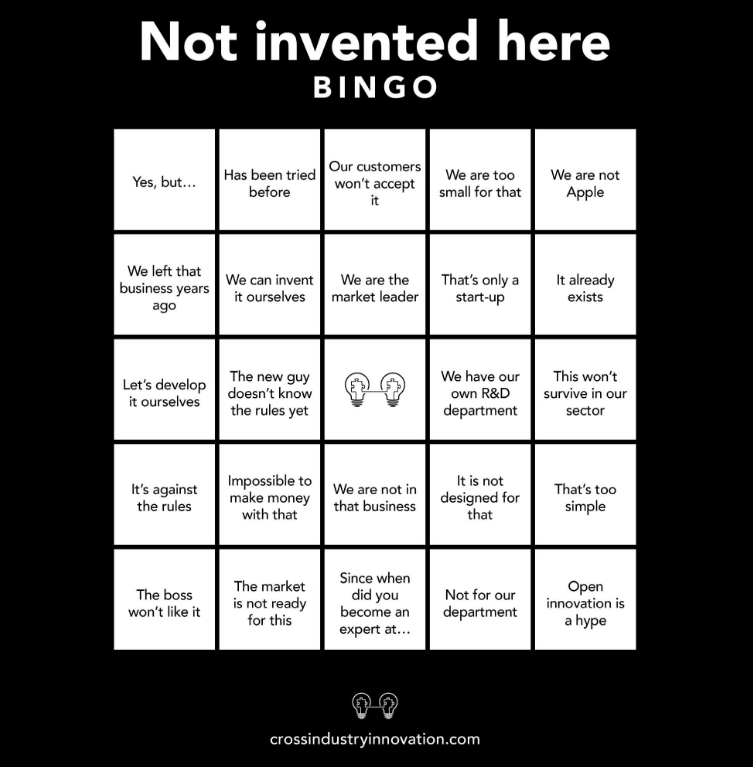 Not invented here
BINGO
Yes, but...
Has been tried
before
Our customers
won't accept
it
We are too
small for that
We are not
Apple
We left that
business years
ago
We can invent
it ourselves
We are the
market leader
That's only a
start-up
It already
exists
Let's develop
it ourselves
The new guy
doesn't know
the rules yet
We have our
own R&D
department
This won't
survive in our
sector
It's against
the rules
Impossible to
make money
with that
We are not in
that business
It is not
designed for
that
That's too
simple
The boss
won't like it
The market
is not ready
for this
Since when
did you
become an
expert at...
Not for our
department
Open
innovation is
a hype
crossindustryinnovation.com